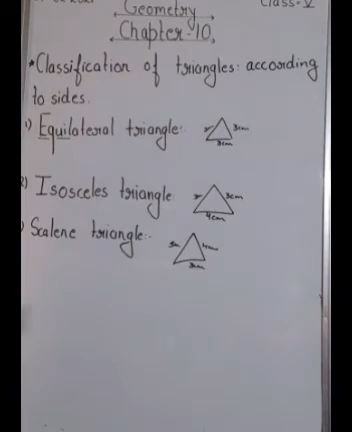 Class-V
Geometry
Chapter-10.
•Classification of triangles: according
to sides.
1) Equilateral triangle:
3cm
3cm
2) Isosceles triangle
3cm
4cm
) Scalene triangle:-
4cm
3cm